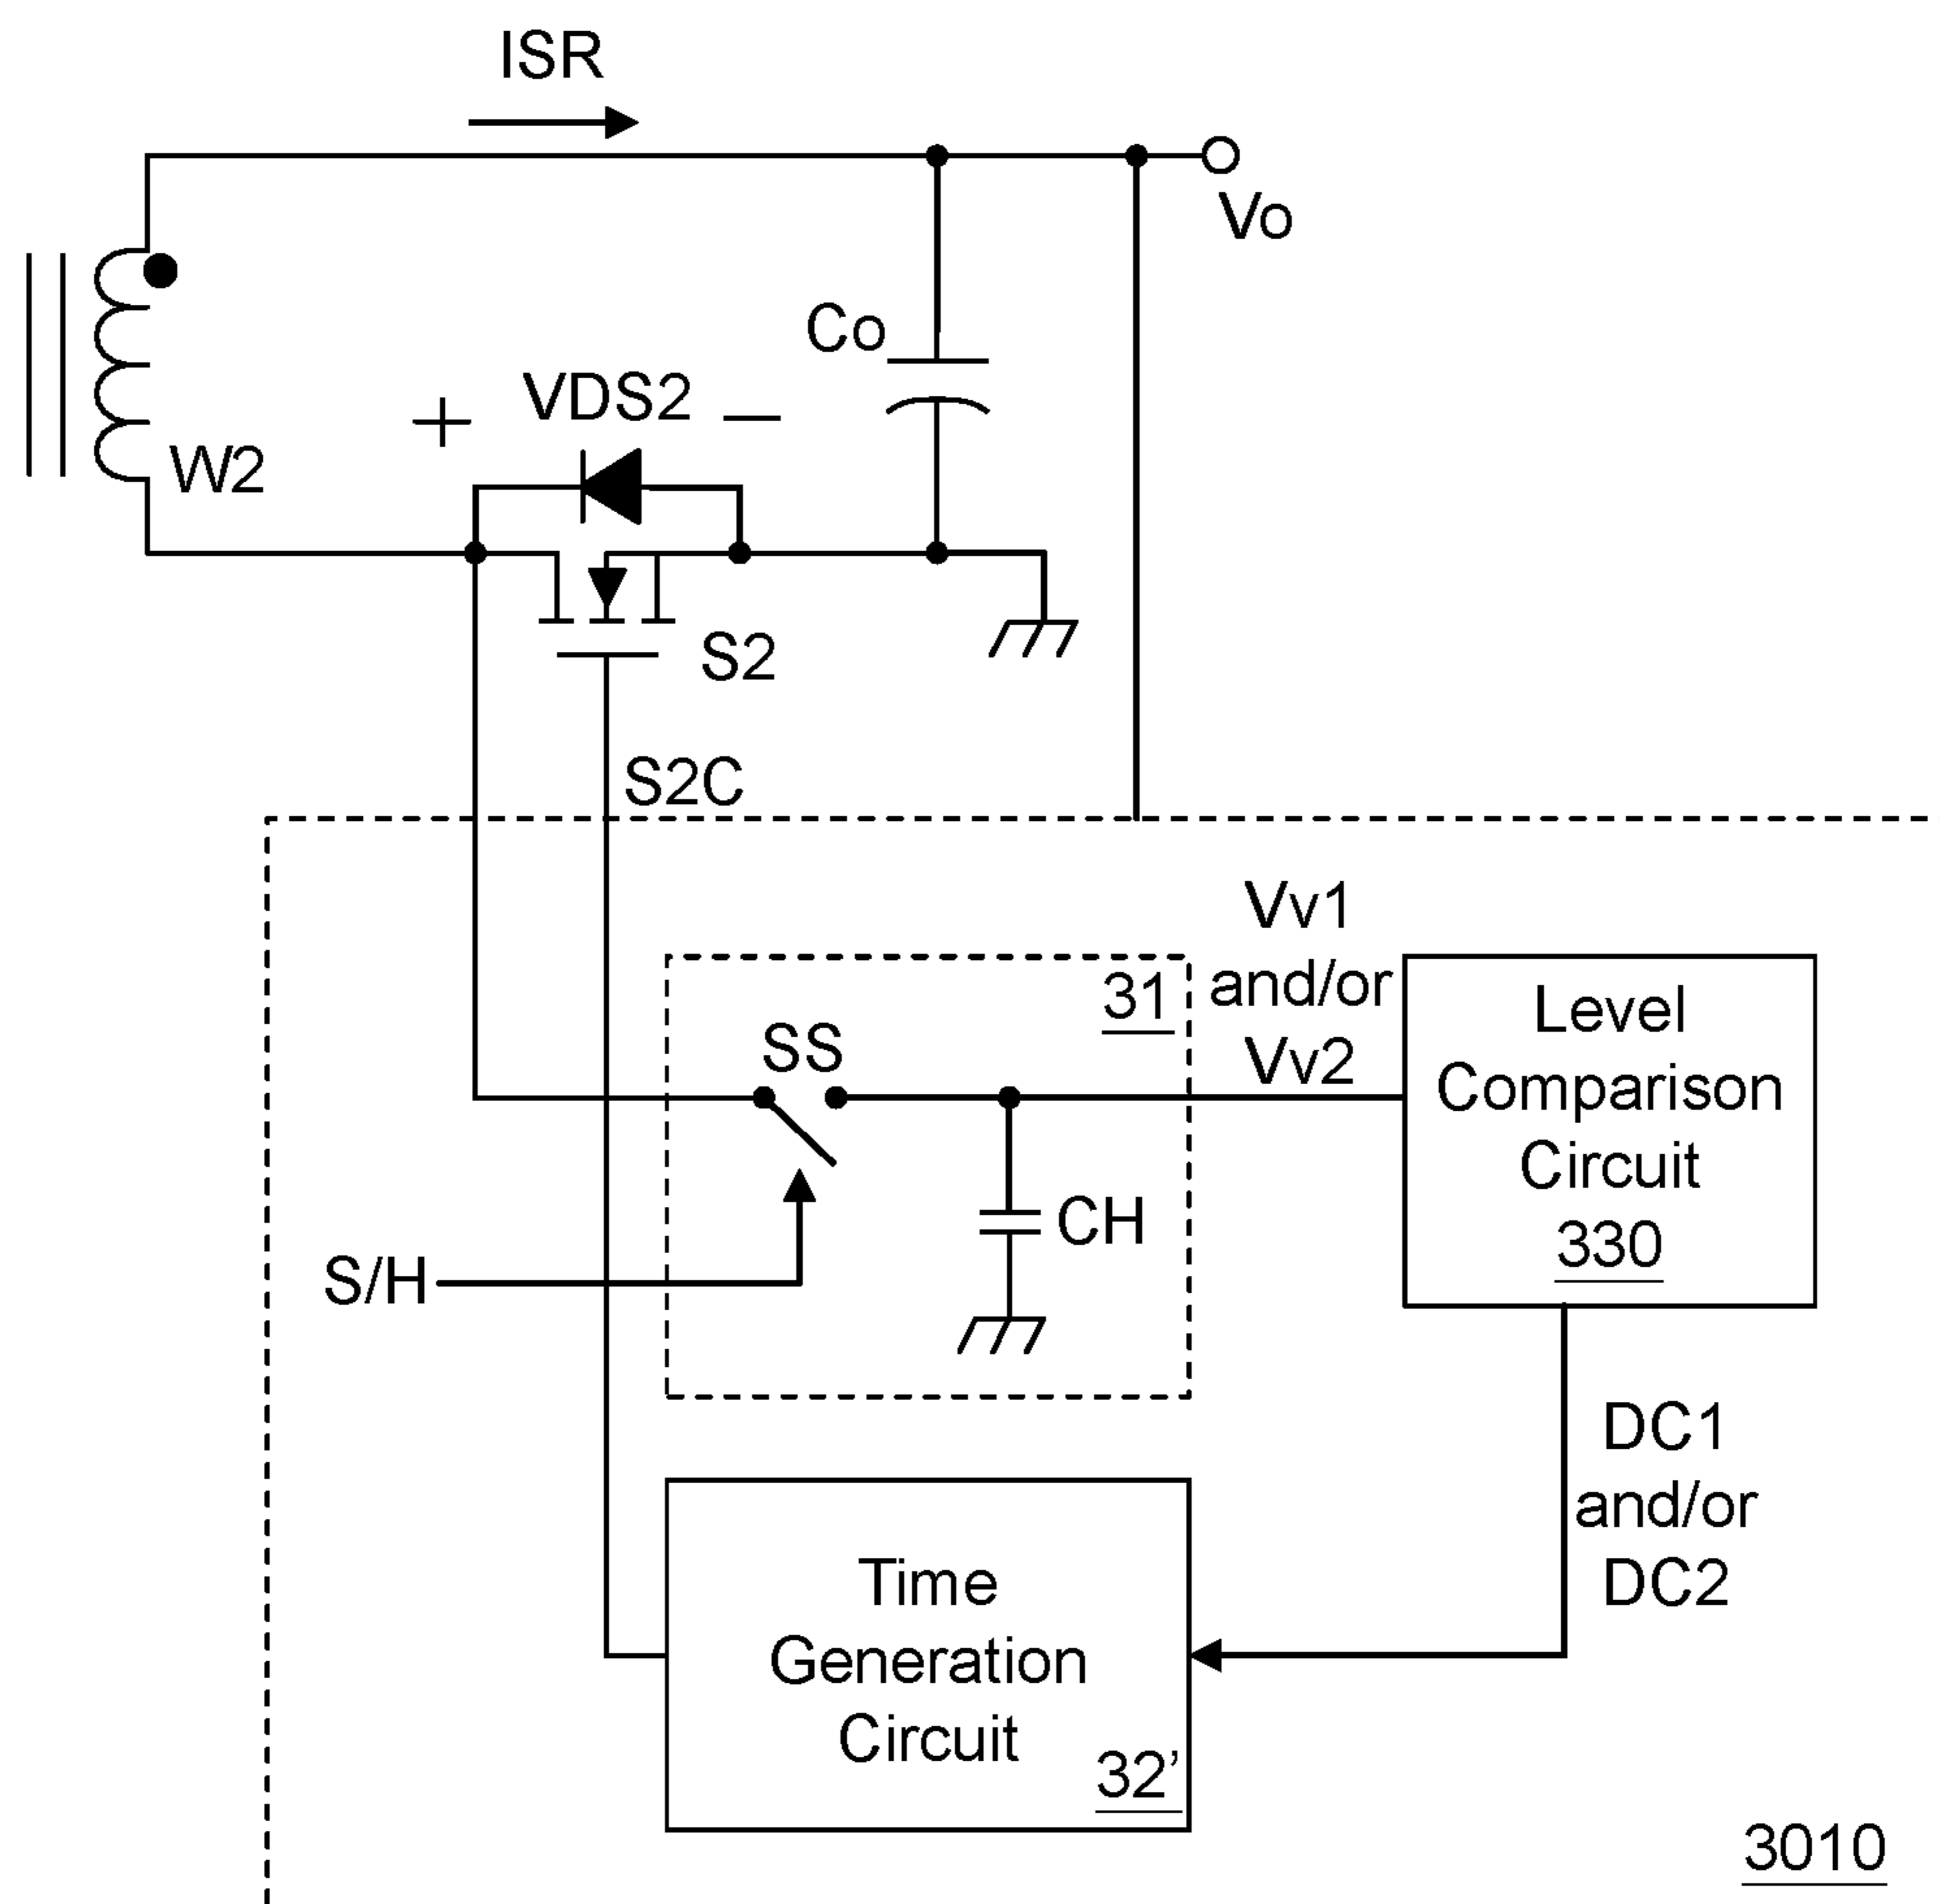 ISR
Vo
Co
+ VDS2 −
W2
S2
S2C
Vv1
and/or
Vv2
31
SS
Level
Comparison
Circuit
330
CH
S/H
DC1
and/or
DC2
Time
Generation
Circuit
32’
3010